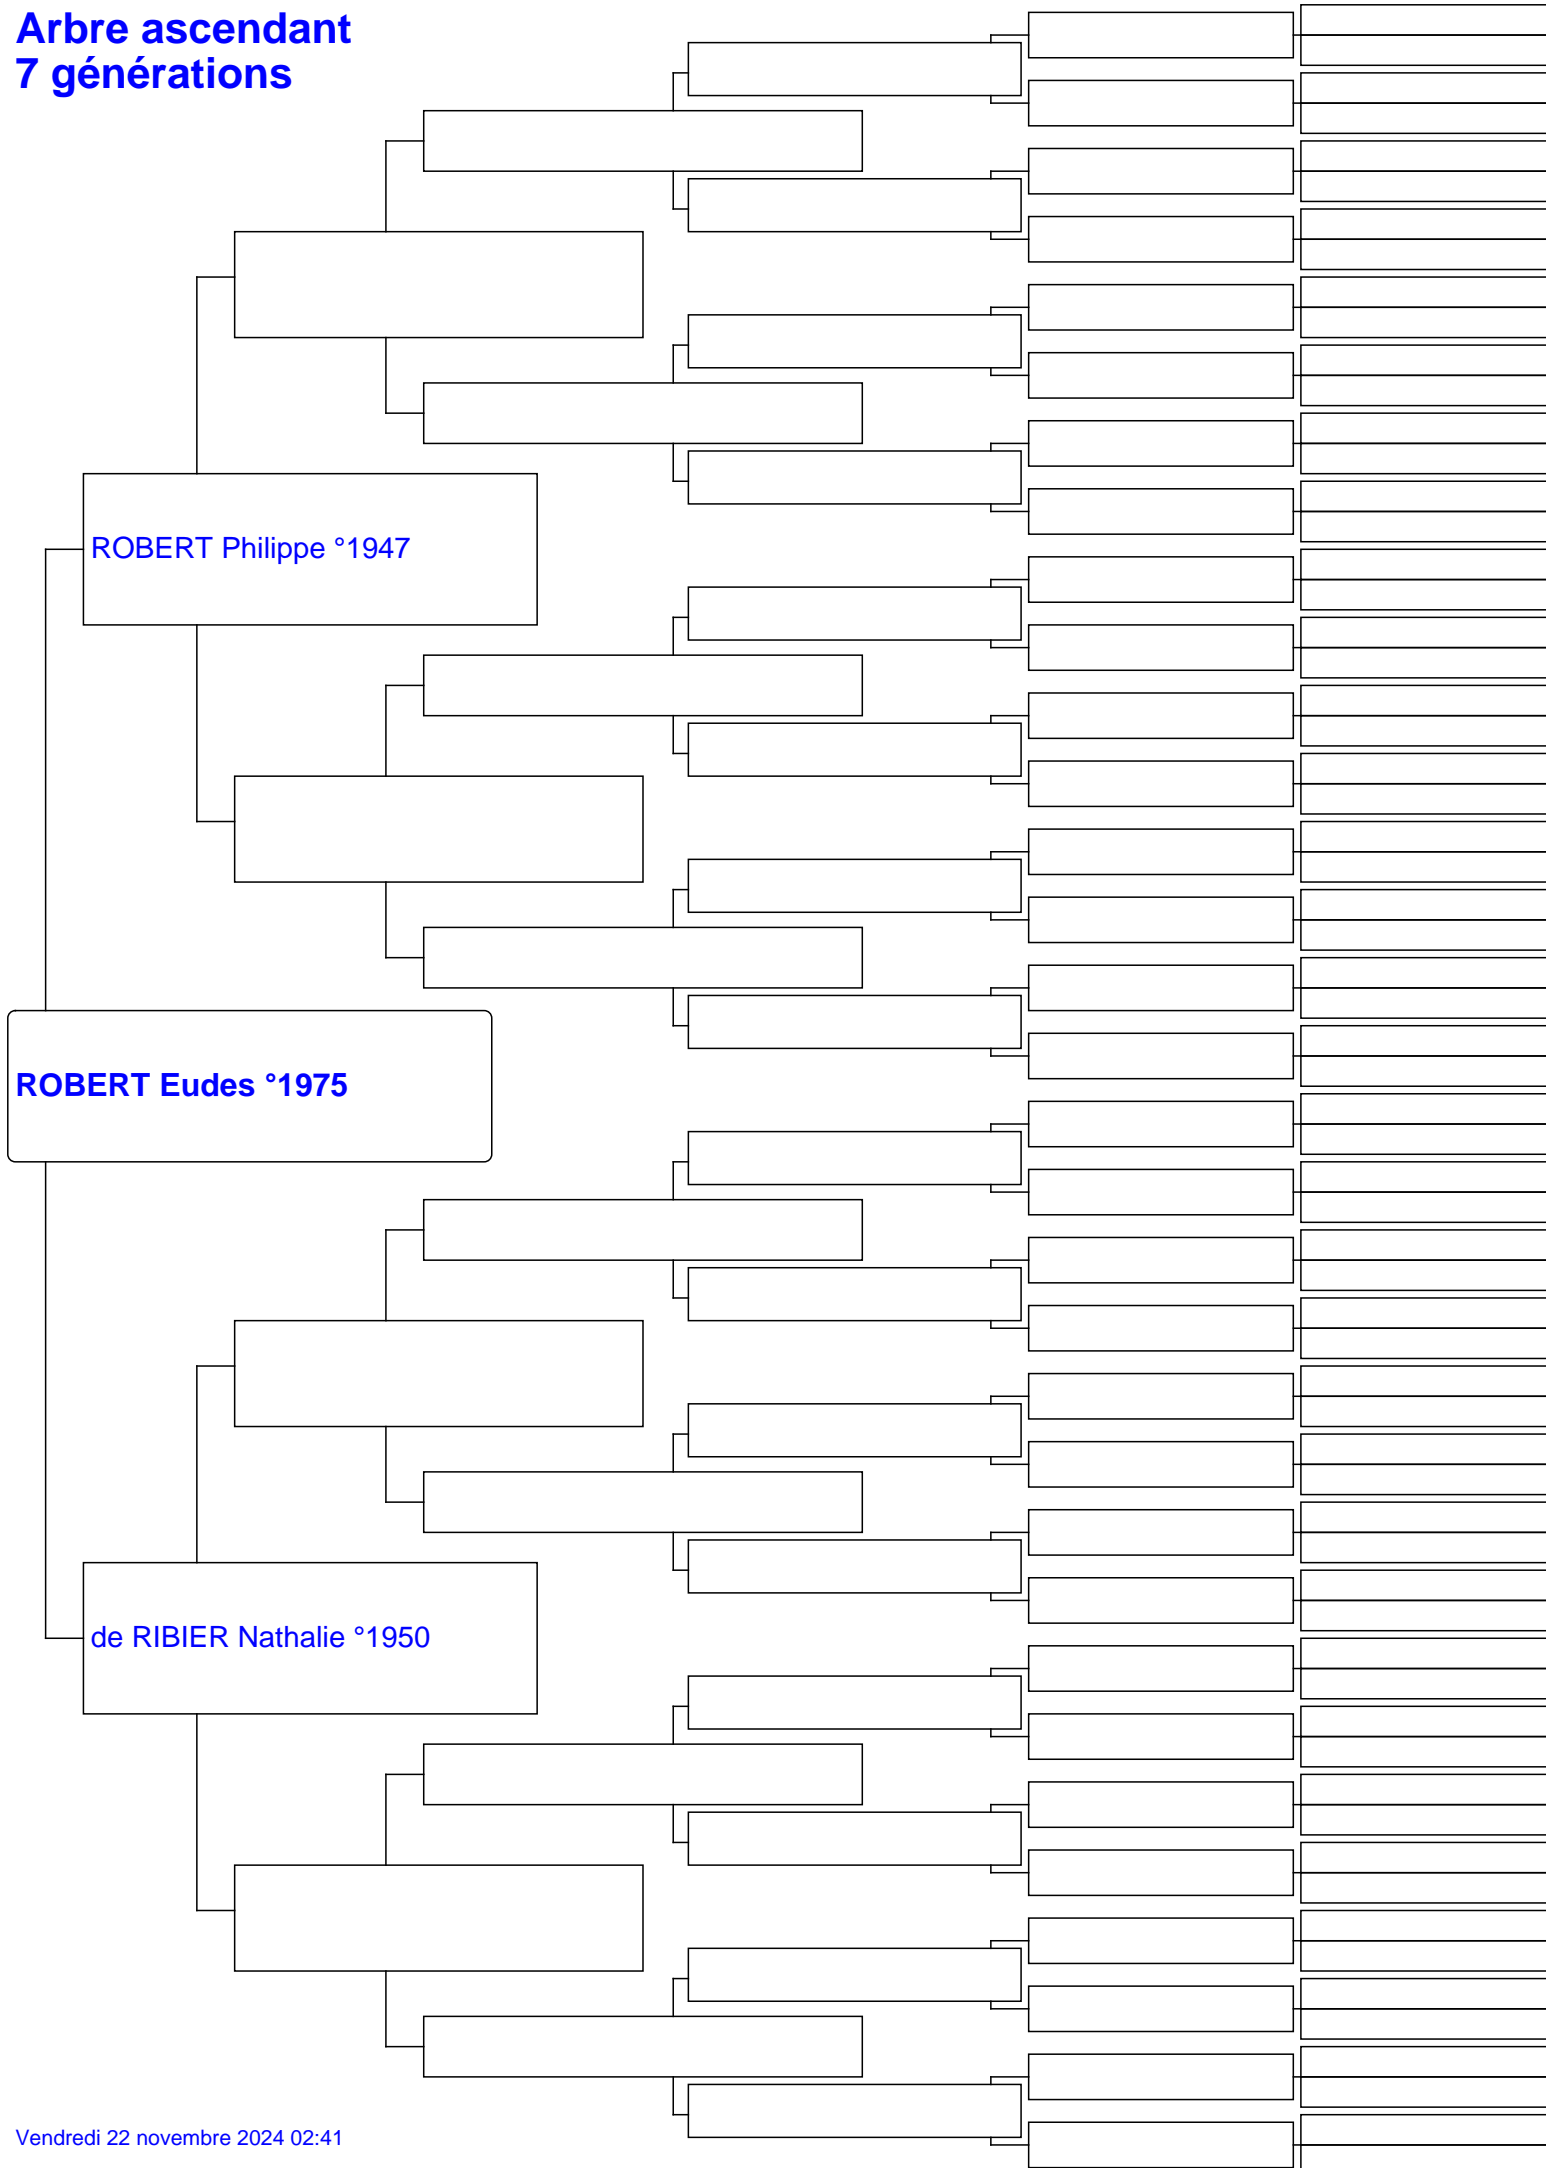 Arbre ascendant
7 générations
ROBERT Philippe °1947
ROBERT Eudes °1975
de RIBIER Nathalie °1950
Vendredi 22 novembre 2024 02:41